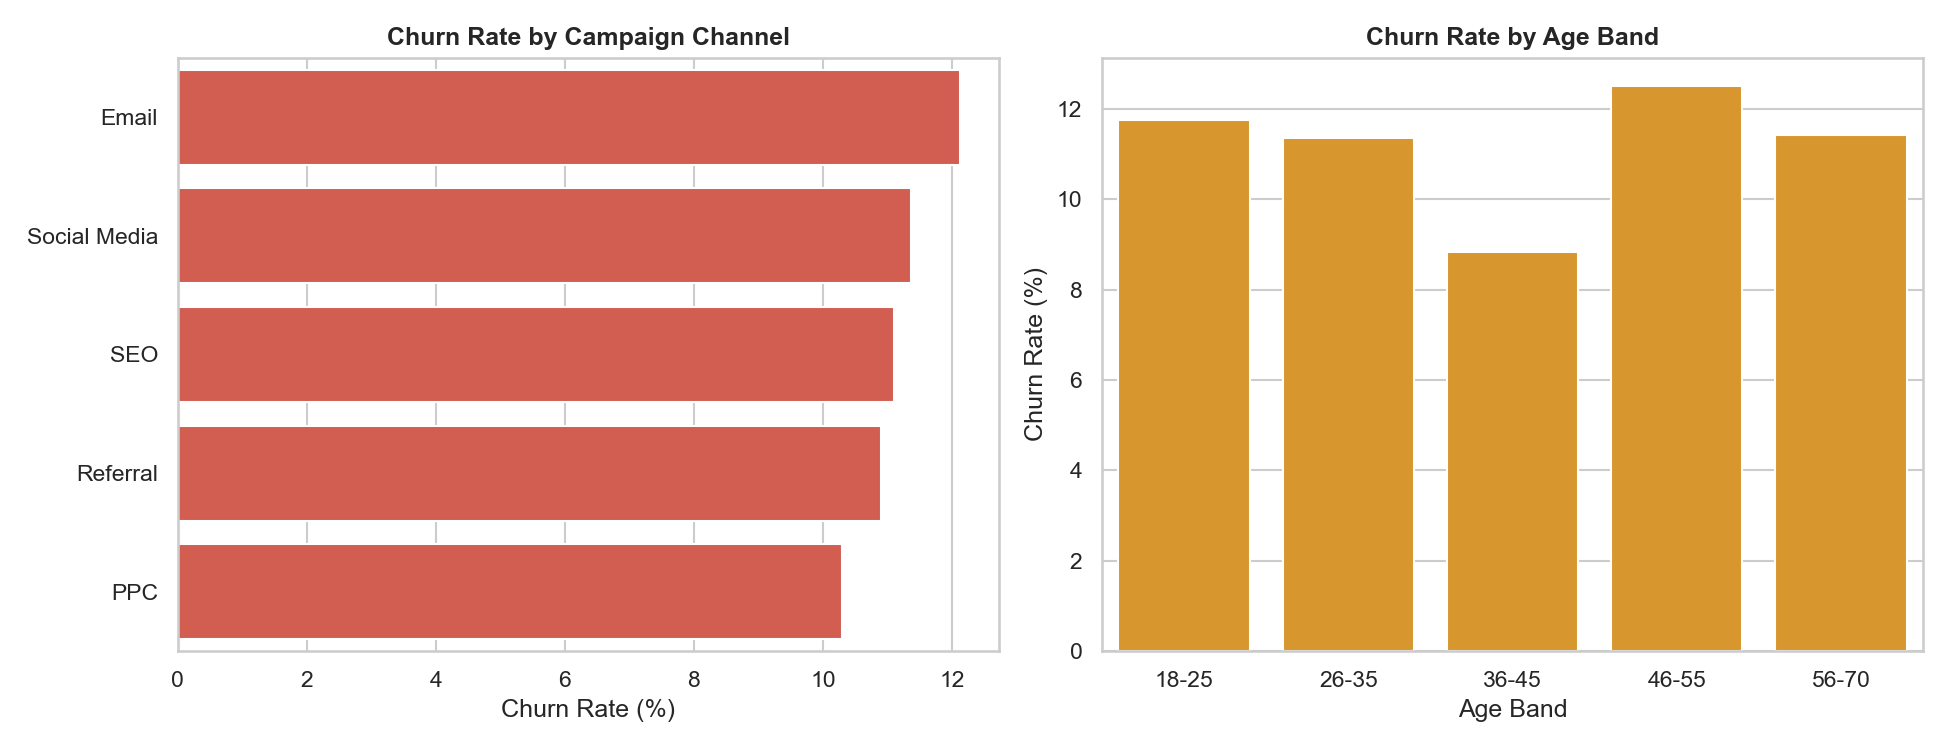 Churn Rate by Campaign Channel
Email
Social Media
SEO
Referral
PPC
0 2 4 6 8 10 12
Churn Rate (%)
Churn Rate by Age Band
Churn Rate (%)
12
10
8
6
4
2
0
18-25 26-35 36-45 46-55 56-70
Age Band